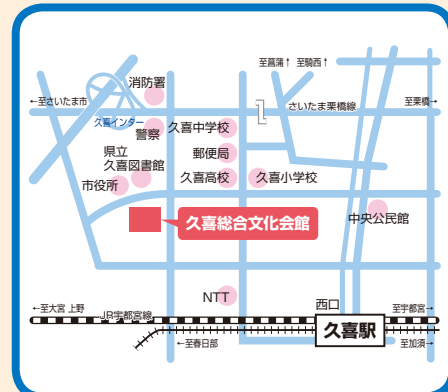 至菖蒲↑ 至騎西↑
消防署
←至さいたま市
さいたま栗橋線
至栗橋→
久喜インター
警察
久喜中学校
県立
久喜図書館
郵便局
市役所
久喜高校
久喜小学校
中央公民館
久喜総合文化会館
NTT
西口
←至大宮 上野
JR宇都宮線
至宇都宮→
久喜駅
←至春日部
至加須→